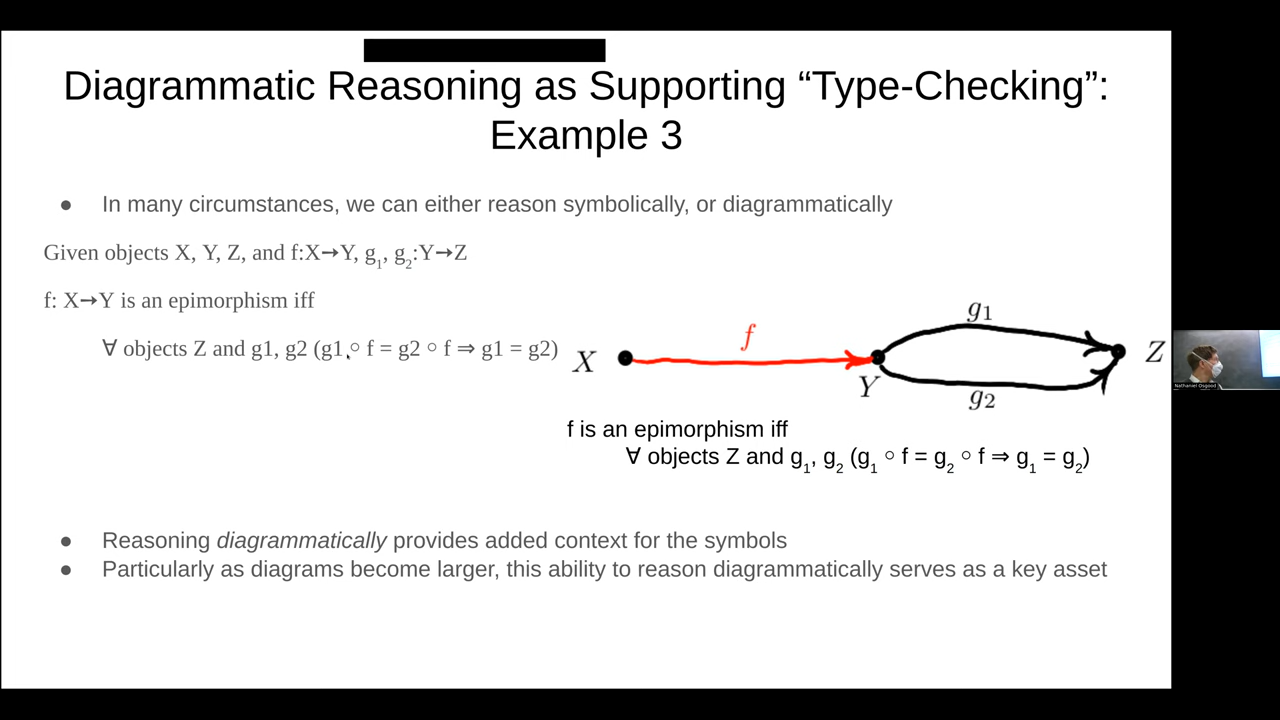 Diagrammatic Reasoning as Supporting “Type-Checking”:
Example 3
● In many circumstances, we can either reason symbolically, or diagrammatically
Given objects X, Y, Z, and f:X→Y, g₁, g₂:Y→Z
f: X→Y is an epimorphism iff
∀ objects Z and g1, g2 (g1 ○ f = g2 ○ f ⇒ g1 = g2)
X
f
Y
g₁
g₂
Z
f is an epimorphism iff
∀ objects Z and g₁, g₂ (g₁ ○ f = g₂ ○ f ⇒ g₁ = g₂)
● Reasoning diagrammatically provides added context for the symbols
● Particularly as diagrams become larger, this ability to reason diagrammatically serves as a key asset
Nathaniel Osgood